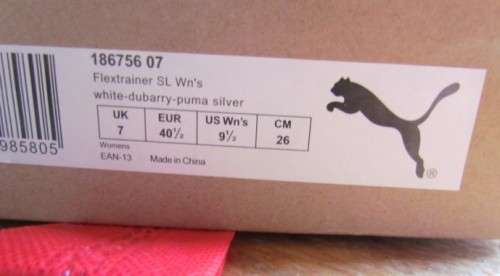 186756 07
Flextrainer SL Wn's
white-dubarry-puma silver
UK EUR US Wn's CM
7 40½ 9½ 26
985805
Womens
EAN-13 Made in China
®